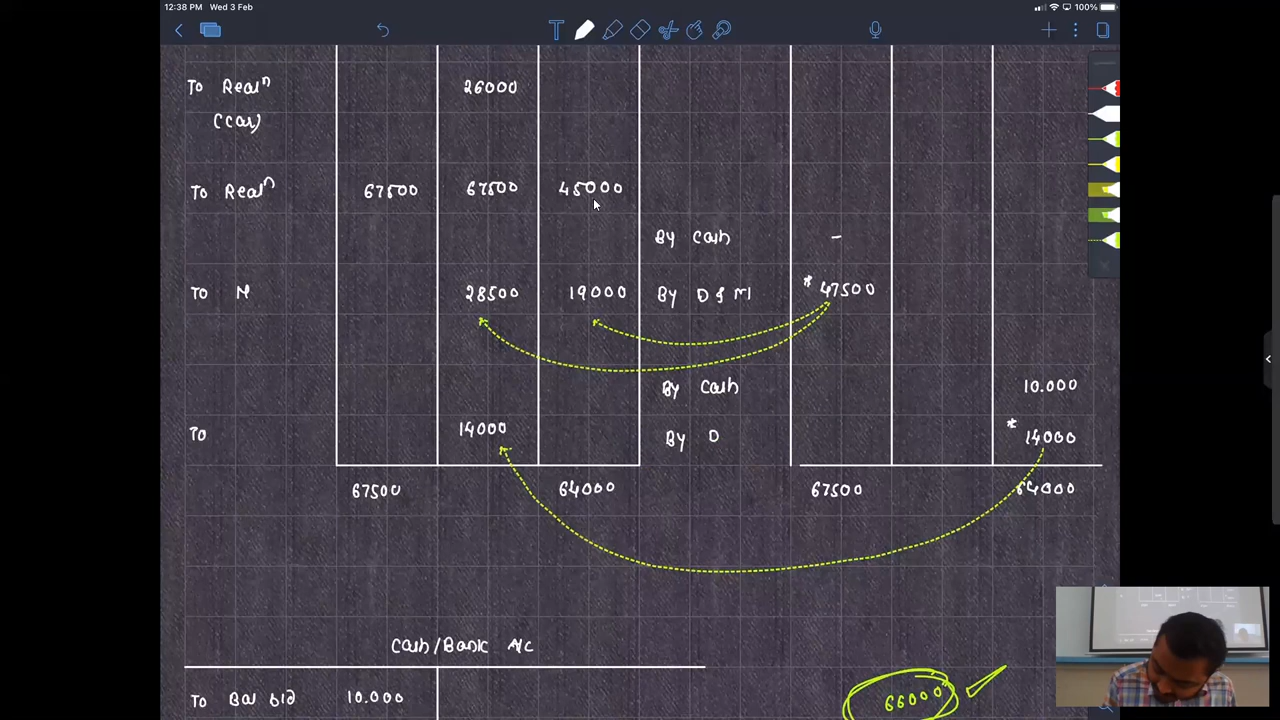 12:38 PM Wed 3 Feb 100%
T
To Realⁿ 26000
(Car)
To Realⁿ 67500 67500 45000
By Cash -
To M 28500 19000 By D & M * 47500
By Cash 10.000
To 14000 By D * 14000
67500 64000 67500 64000
Cash/Bank A/C
To Bal b/d 10.000 66000